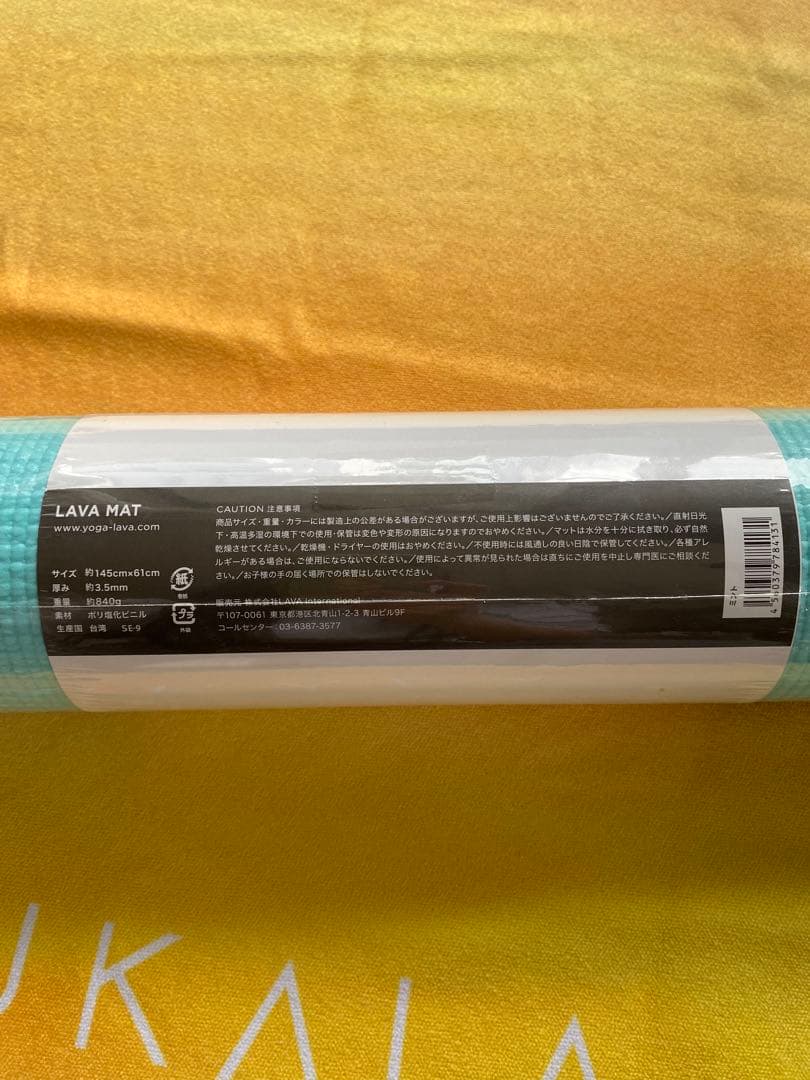 LAVA MAT
www.yoga-lava.com
サイズ 約145cm×61cm
厚み 約3.5mm
重量 約840g
素材 ポリ塩化ビニル
生産国 台湾 SE-9
紙
巻紙
プラ
外袋
CAUTION 注意事項
商品サイズ・重量・カラーには製造上の公差がある場合がございますが、ご使用上影響はございませんのでご了承ください。／直射日光
下・高温多湿の環境下での使用・保管は変色や変形の原因になりますのでおやめください。／マットは水分を十分に拭き取り、必ず自然
乾燥させてください。／乾燥機・ドライヤーの使用はおやめください。／不使用時には風通しの良い日陰で保管してください。／各種アレ
ルギーがある場合は、ご使用にならないでください。／使用によって異常が見られた場合は直ちにご使用を中止し専門医にご相談くだ
さい。／お子様の手の届く場所での保管はしないでください。
販売元 株式会社LAVA International
〒107-0061 東京都港区北青山1-2-3 青山ビル9F
コールセンター：03-6387-3577
ミント
4560379784131
UKALA